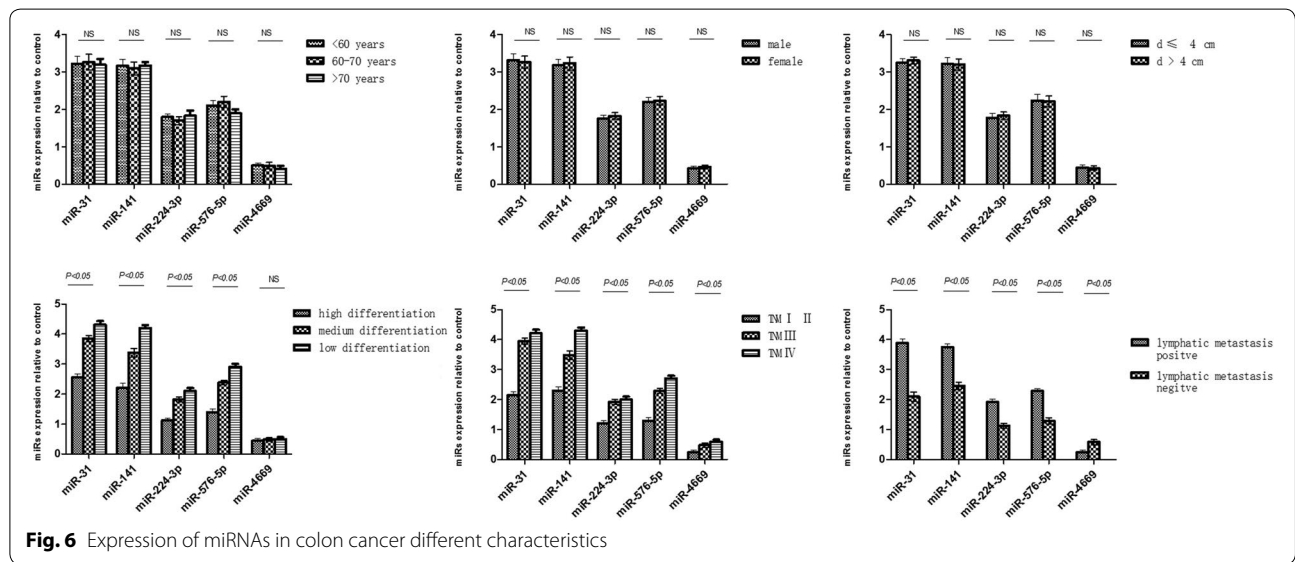 NS NS NS NS NS
<60 years
60-70 years
>70 years
miRs expression relative to control
4
3
2
1
0
miR-31 miR-141 miR-224-3p miR-576-5p miR-4669
NS NS NS NS NS
male
female
miRs expression relative to control
4
3
2
1
0
miR-31 miR-141 miR-224-3p miR-576-5p miR-4669
NS NS NS NS NS
d ≤ 4 cm
d > 4 cm
miRs expression relative to control
4
3
2
1
0
miR-31 miR-141 miR-224-3p miR-576-5p miR-4669
P<0.05 P<0.05 P<0.05 P<0.05 NS
high differentiation
medium differentiation
low differentiation
miRs expression relative to control
5
4
3
2
1
0
miR-31 miR-141 miR-224-3p miR-576-5p miR-4669
P<0.05 P<0.05 P<0.05 P<0.05 P<0.05
TNM I II
TNMIII
TNMIV
miRs expression relative to control
5
4
3
2
1
0
miR-31 miR-141 miR-224-3p miR-576-5p miR-4669
P<0.05 P<0.05 P<0.05 P<0.05 P<0.05
lymphatic metastasis
positve
lymphatic metastasis
negitve
miRs expression relative to control
5
4
3
2
1
0
miR-31 miR-141 miR-224-3p miR-576-5p miR-4669
Fig. 6 Expression of miRNAs in colon cancer different characteristics